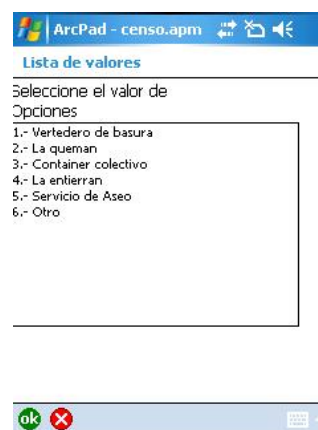 ArcPad - censo.apm
Lista de valores
Seleccione el valor de
Opciones
1.- Vertedero de basura
2.- La queman
3.- Container colectivo
4.- La entierran
5.- Servicio de Aseo
6.- Otro
ok